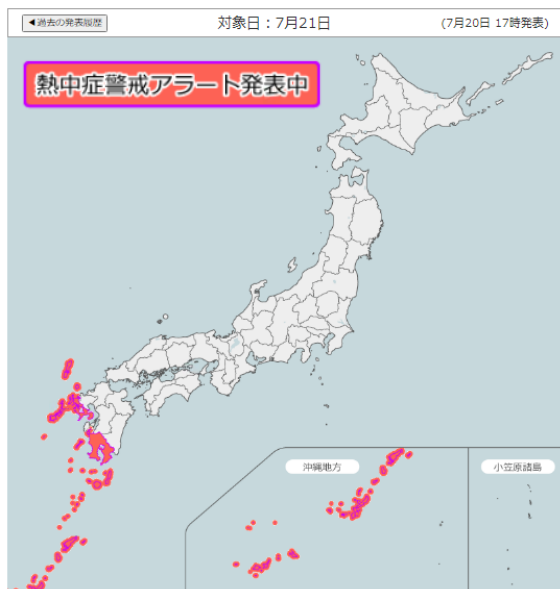 ◀過去の発表履歴
対象日：7月21日
(7月20日 17時発表)
熱中症警戒アラート発表中
沖縄地方
小笠原諸島